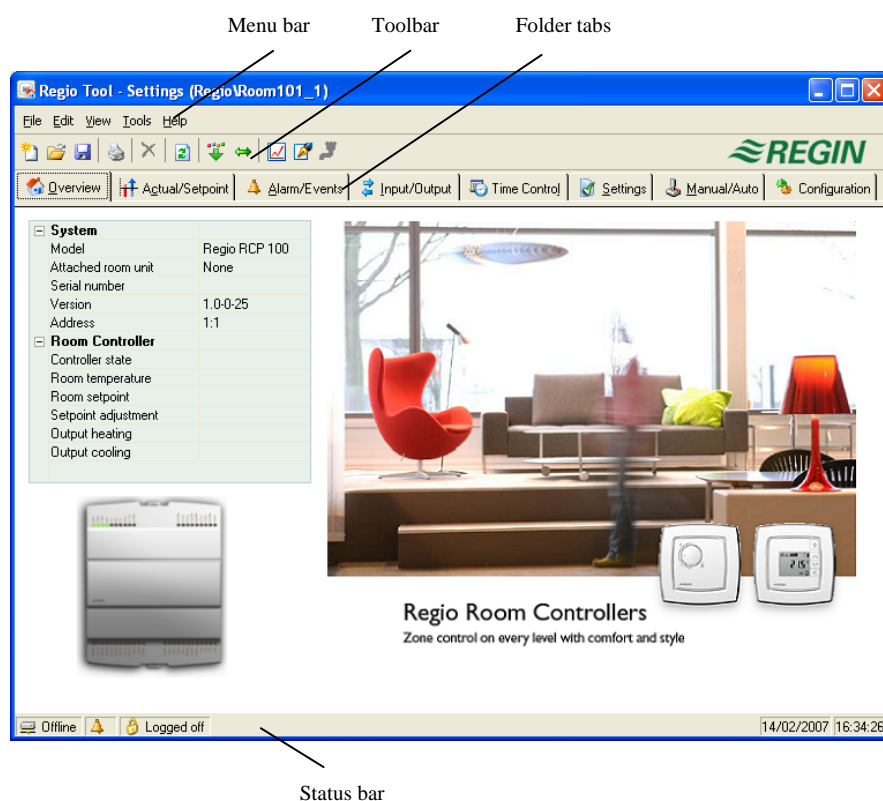 Menu bar Toolbar Folder tabs
Regio Tool - Settings (Regio\Room101_1)
File Edit View Tools Help
REGIN
Overview Actual/Setpoint Alarm/Events Input/Output Time Control Settings Manual/Auto Configuration
System
Model Regio RCP 100
Attached room unit None
Serial number
Version 1.0-0-25
Address 1:1
Room Controller
Controller state
Room temperature
Room setpoint
Setpoint adjustment
Output heating
Output cooling
Regio Room Controllers
Zone control on every level with comfort and style
Offline Logged off 14/02/2007 16:34:26
Status bar